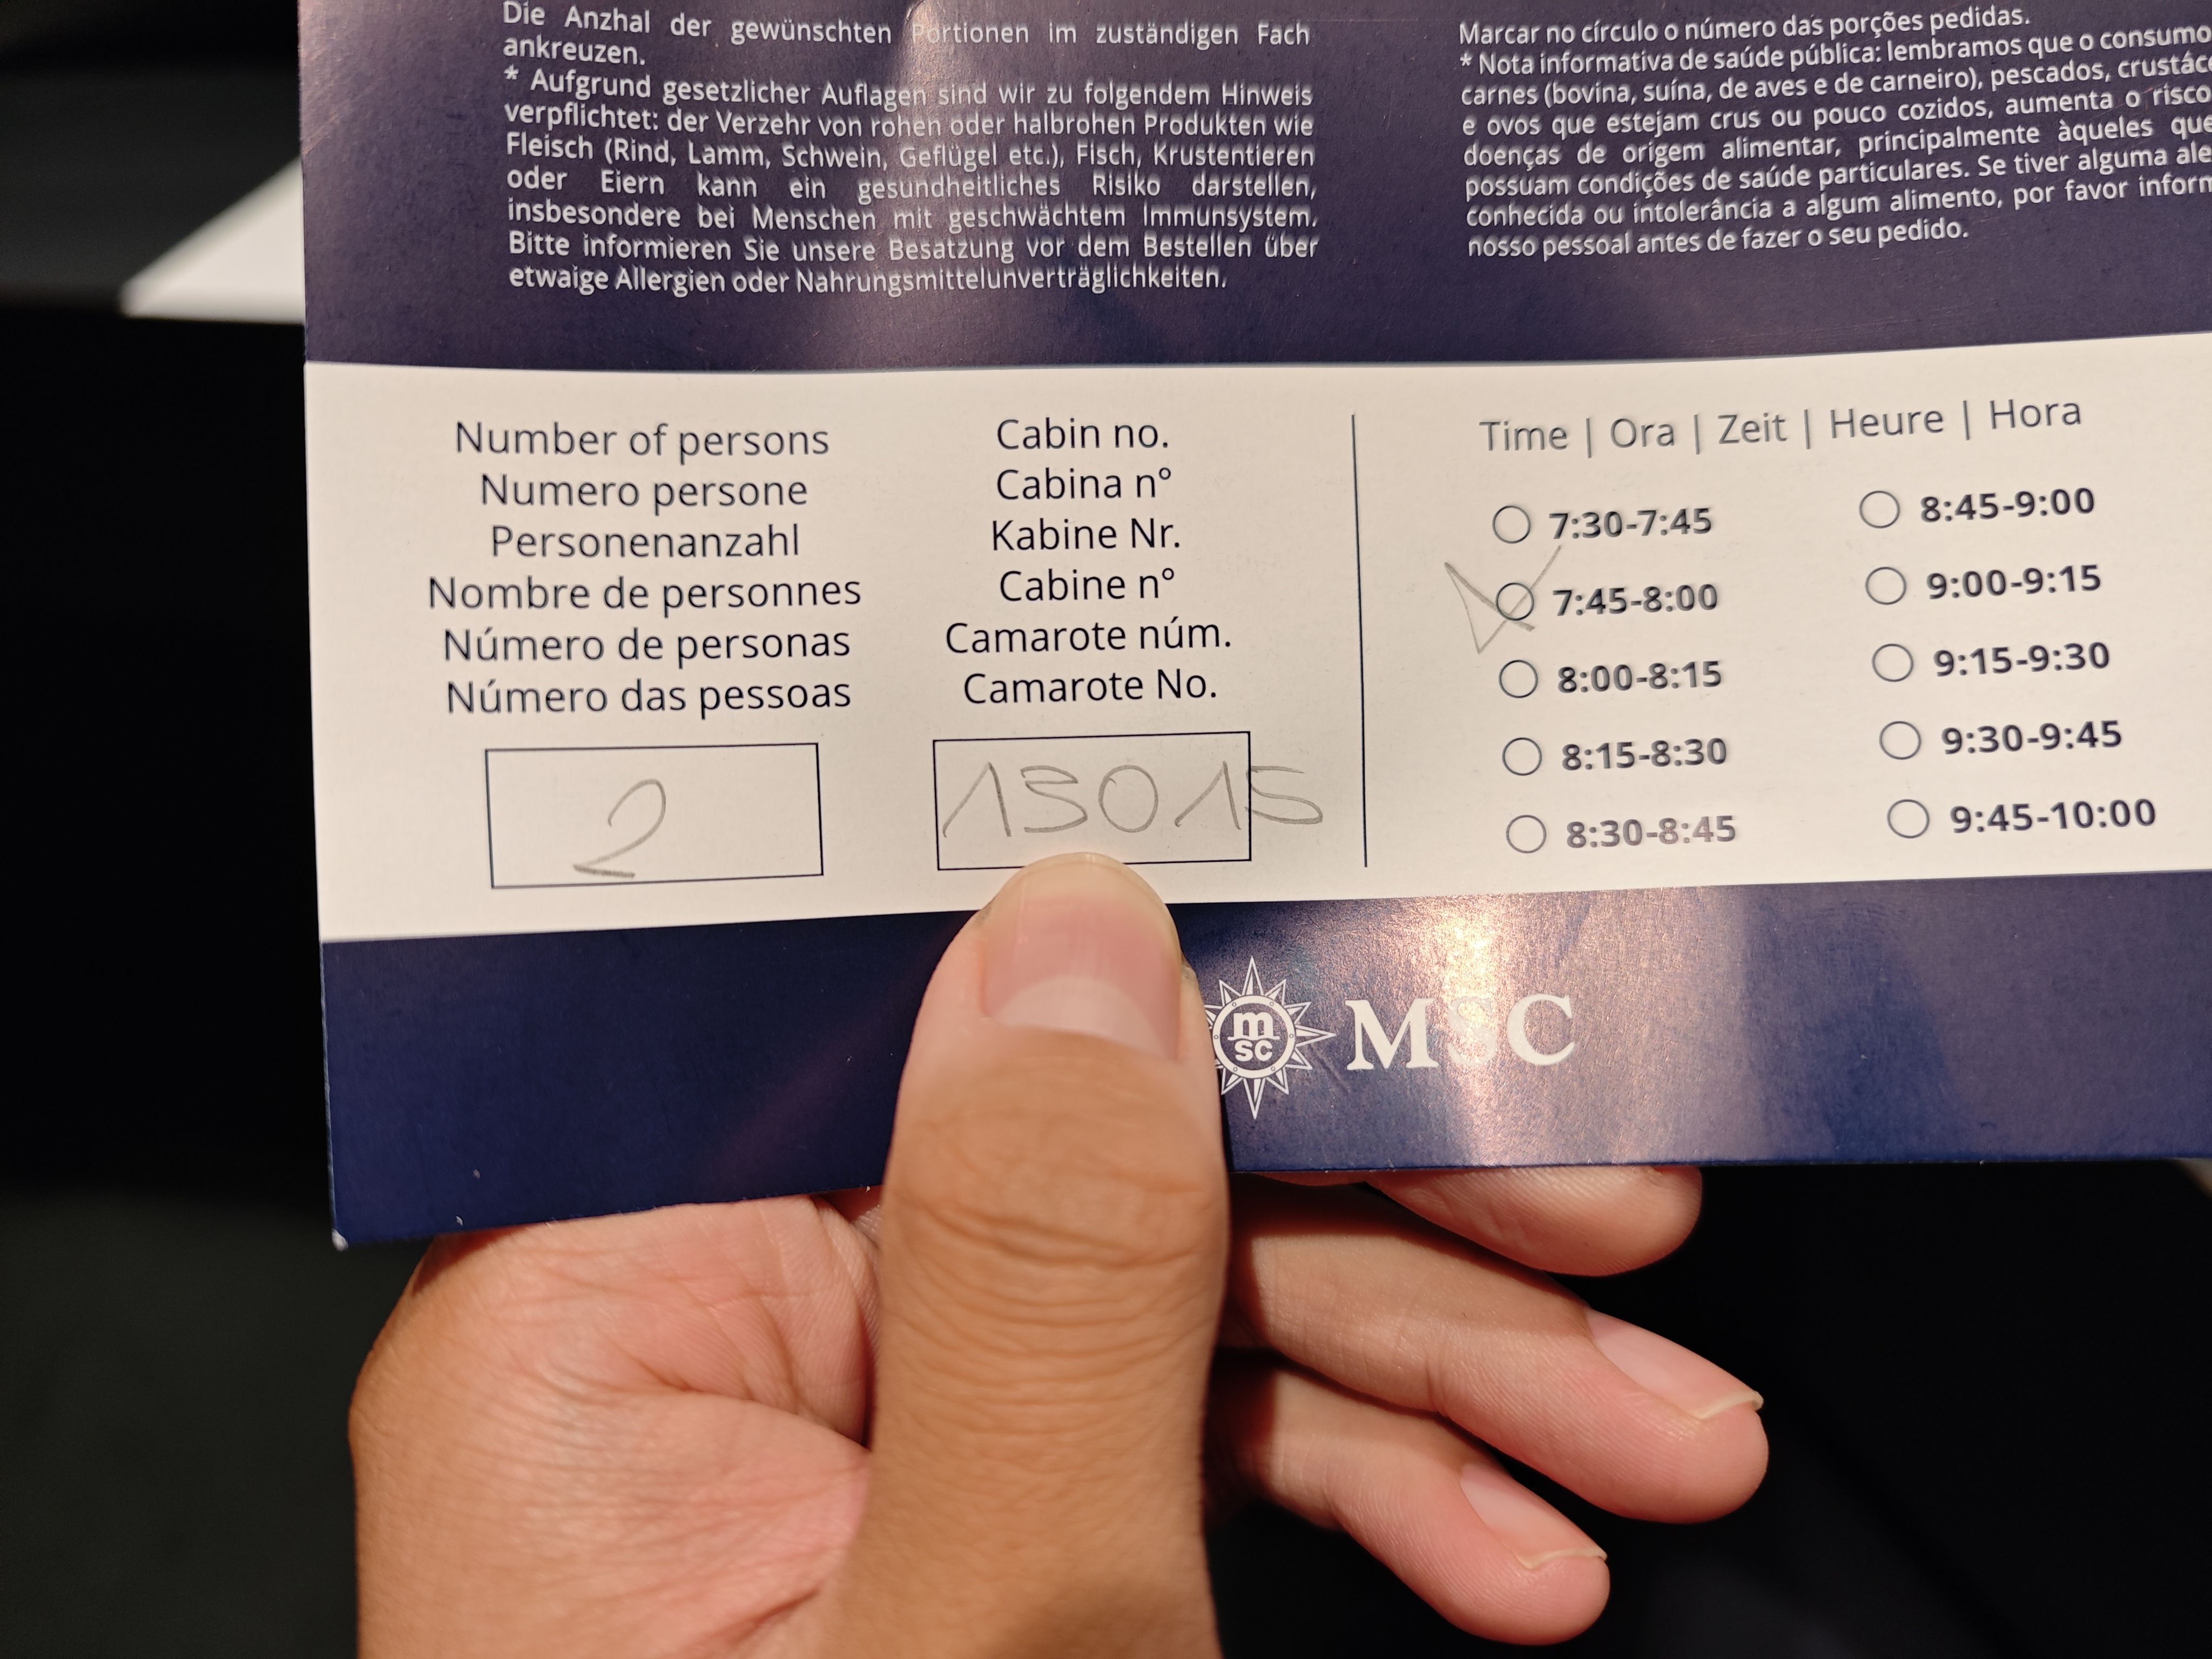 Die Anzhal der gewünschten Portionen im zuständigen Fach
ankreuzen.
* Aufgrund gesetzlicher Auflagen sind wir zu folgendem Hinweis
verpflichtet: der Verzehr von rohen oder halbrohen Produkten wie
Fleisch (Rind, Lamm, Schwein, Geflügel etc.), Fisch, Krustentieren
oder Eiern kann ein gesundheitliches Risiko darstellen,
insbesondere bei Menschen mit geschwächtem Immunsystem.
Bitte informieren Sie unsere Besatzung vor dem Bestellen über
etwaige Allergien oder Nahrungsmittelunverträglichkeiten.
Marcar no círculo o número das porções pedidas.
* Nota informativa de saúde pública: lembramos que o consumo
carnes (bovina, suína, de aves e de carneiro), pescados, crustác
e ovos que estejam crus ou pouco cozidos, aumenta o risco
doenças de origem alimentar, principalmente àqueles que
possuam condições de saúde particulares. Se tiver alguma ale
conhecida ou intolerância a algum alimento, por favor inform
nosso pessoal antes de fazer o seu pedido.
Number of persons
Numero persone
Personenanzahl
Nombre de personnes
Número de personas
Número das pessoas
2
Cabin no.
Cabina n°
Kabine Nr.
Cabine n°
Camarote núm.
Camarote No.
13015
Time | Ora | Zeit | Heure | Hora
7:30-7:45
7:45-8:00
8:00-8:15
8:15-8:30
8:30-8:45
8:45-9:00
9:00-9:15
9:15-9:30
9:30-9:45
9:45-10:00
m
sc
MSC